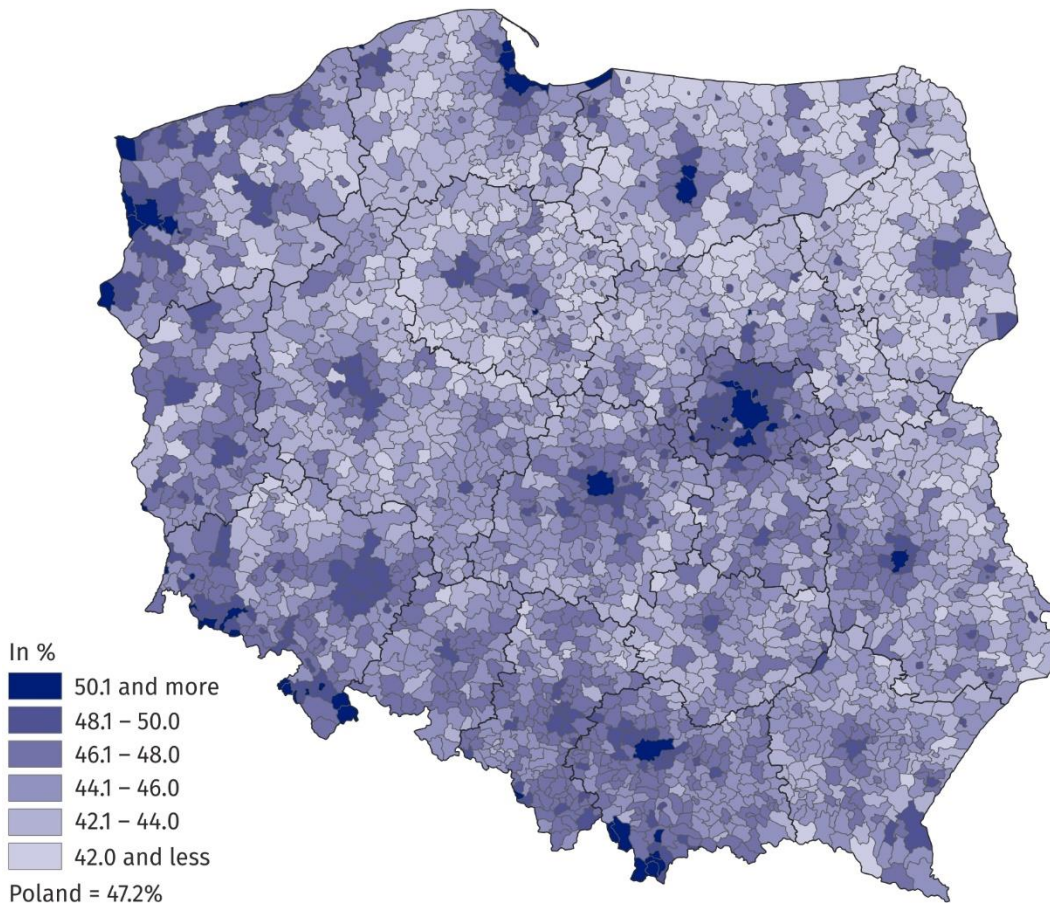 In %
50.1 and more
48.1 – 50.0
46.1 – 48.0
44.1 – 46.0
42.1 – 44.0
42.0 and less
Poland = 47.2%